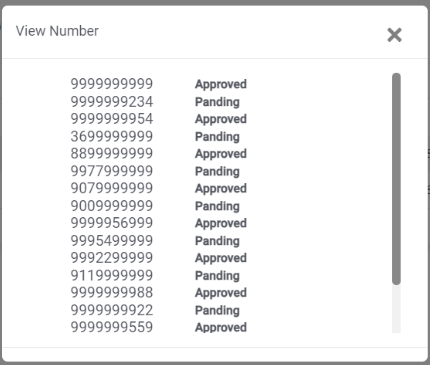 View Number
9999999999 Approved
9999999234 Panding
9999999954 Approved
3699999999 Panding
8899999999 Approved
9977999999 Panding
9079999999 Approved
9009999999 Panding
9999956999 Approved
9995499999 Panding
9992299999 Approved
9119999999 Panding
9999999988 Approved
9999999922 Panding
9999999559 Approved